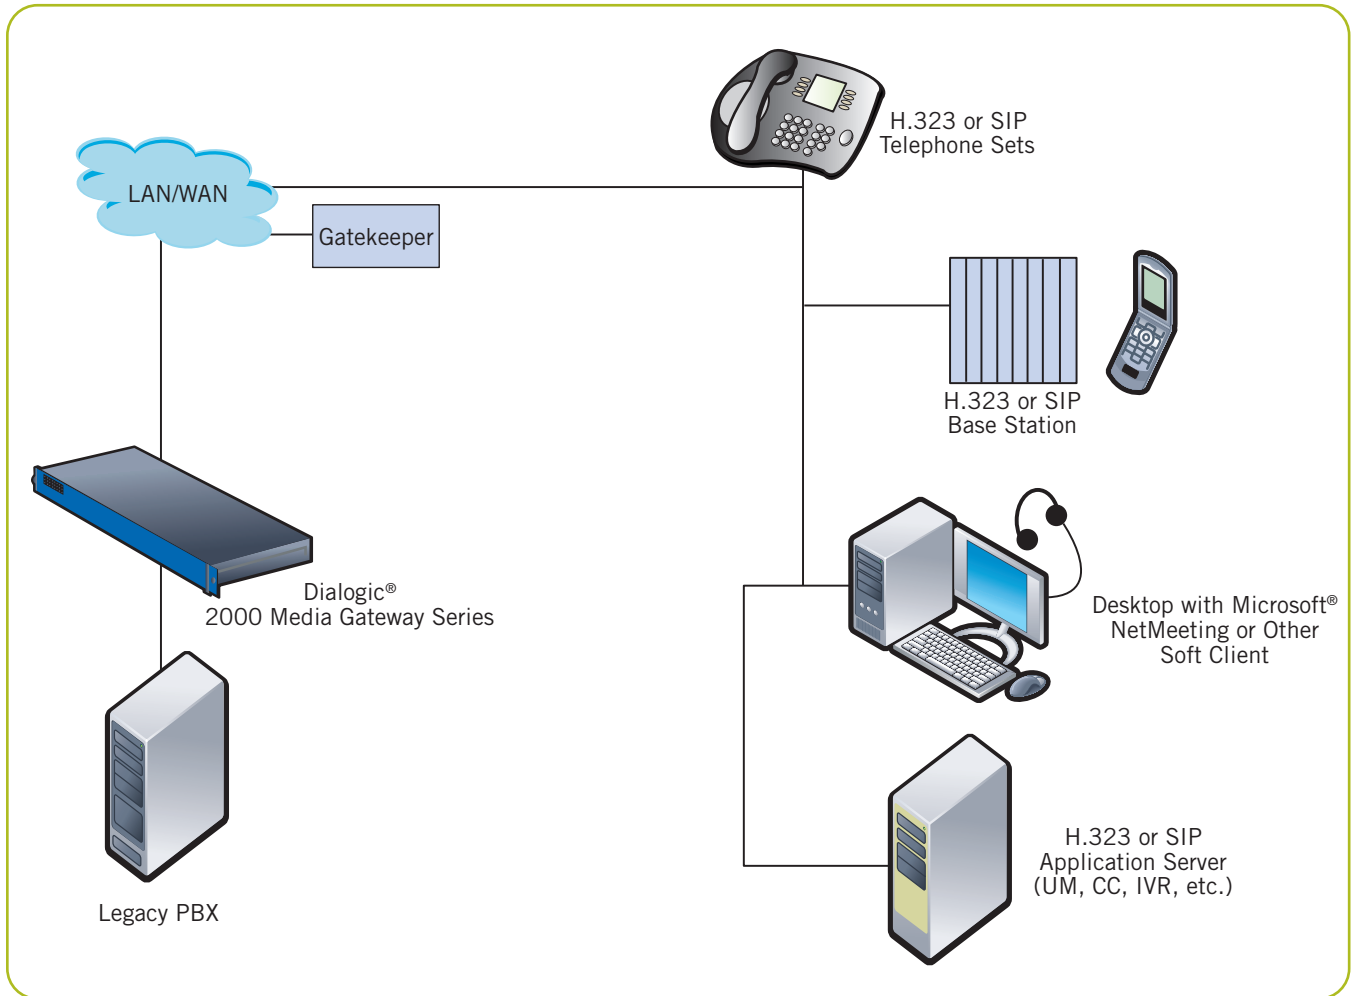 H.323 or SIP
Telephone Sets
LAN/WAN
Gatekeeper
H.323 or SIP
Base Station
Dialogic®
2000 Media Gateway Series
Desktop with Microsoft®
NetMeeting or Other
Soft Client
H.323 or SIP
Application Server
(UM, CC, IVR, etc.)
Legacy PBX